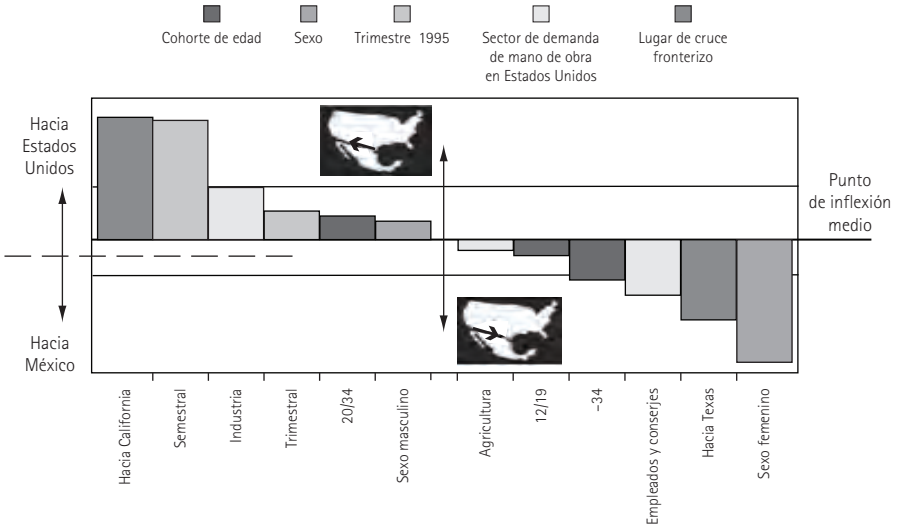 Cohorte de edad
Sexo
Trimestre 1995
Sector de demanda
de mano de obra
en Estados Unidos
Lugar de cruce
fronterizo
Hacia
Estados
Unidos
Punto
de inflexión
medio
Hacia
México
Hacia California
Semestral
Industria
Trimestral
20/34
Sexo masculino
Agricultura
12/19
–34
Empleados y conserjes
Hacia Texas
Sexo femenino